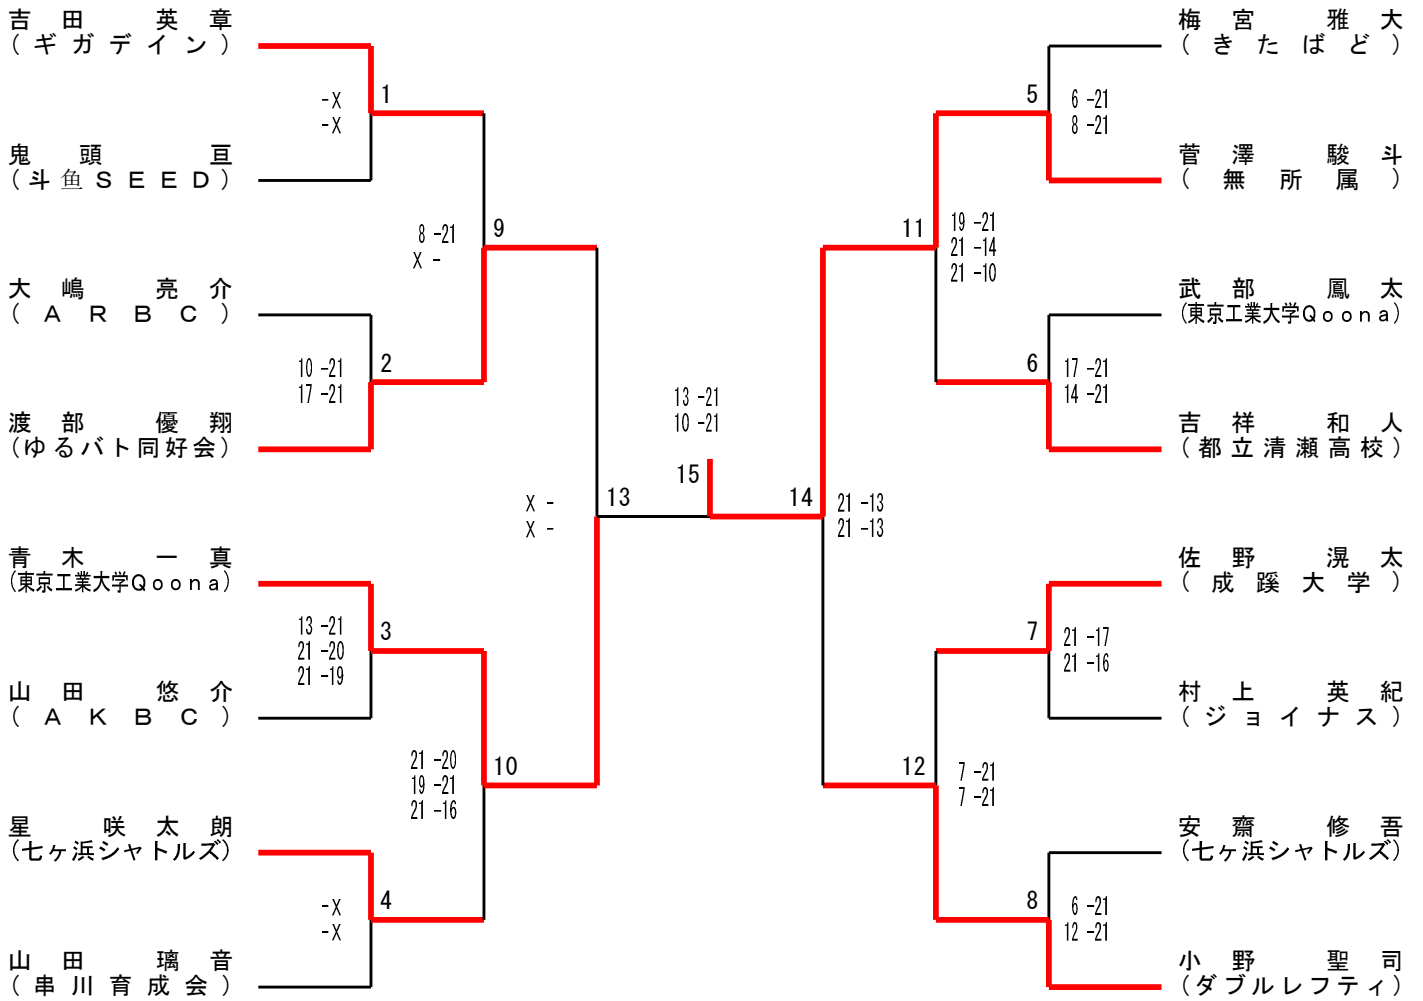 吉田 英章
(ギガデイン)
-X
-X
1
鬼頭 亘
(斗鱼SEED)
8 -21
X -
9
大嶋 亮介
(ARBC)
10 -21
17 -21
2
渡部 優翔
(ゆるバト同好会)
X -
X -
13
青木 一真
(東京工業大学Qoona)
13 -21
21 -20
21 -19
3
山田 悠介
(AKBC)
21 -20
19 -21
21 -16
10
星 咲太朗
(七ヶ浜シャトルズ)
-X
-X
4
山田 璃音
(串川育成会)
13 -21
10 -21
15
梅宮 雅大
(きたばど)
5
6 -21
8 -21
菅澤 駿斗
(無所属)
11
19 -21
21 -14
21 -10
武部 鳳太
(東京工業大学Qoona)
6
17 -21
14 -21
吉祥 和人
(都立清瀬高校)
14
21 -13
21 -13
佐野 滉太
(成蹊大学)
7
21 -17
21 -16
村上 英紀
(ジョイナス)
12
7 -21
7 -21
安齋 修吾
(七ヶ浜シャトルズ)
8
6 -21
12 -21
小野 聖司
(ダブルレフティ)